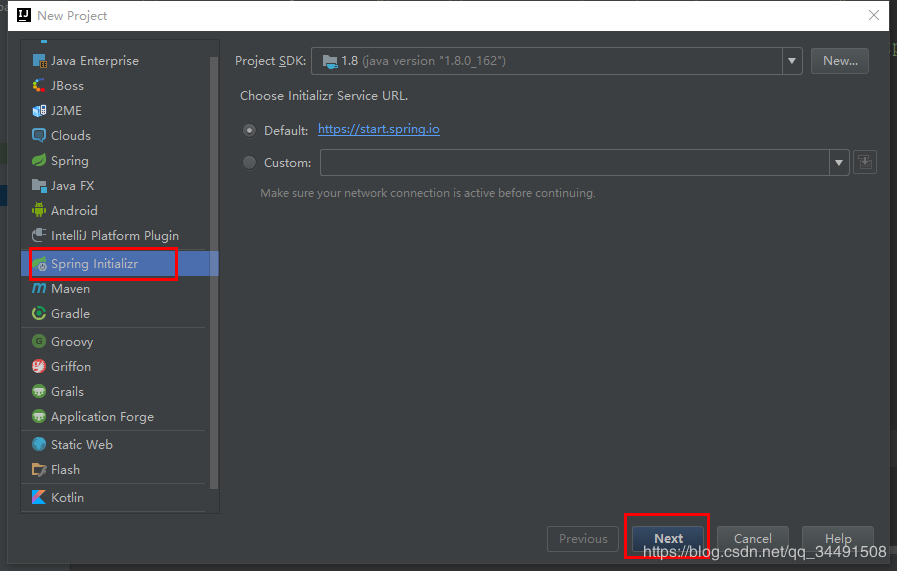 New Project
Java Enterprise
JBoss
J2ME
Clouds
Spring
Java FX
Android
IntelliJ Platform Plugin
Spring Initializr
Maven
Gradle
Groovy
Griffon
Grails
Application Forge
Static Web
Flash
Kotlin
Project SDK: 1.8 (java version "1.8.0_162") New...
Choose Initializr Service URL.
Default: https://start.spring.io
Custom:
Make sure your network connection is active before continuing.
Previous Next Cancel Help
https://blog.csdn.net/qq_34491508